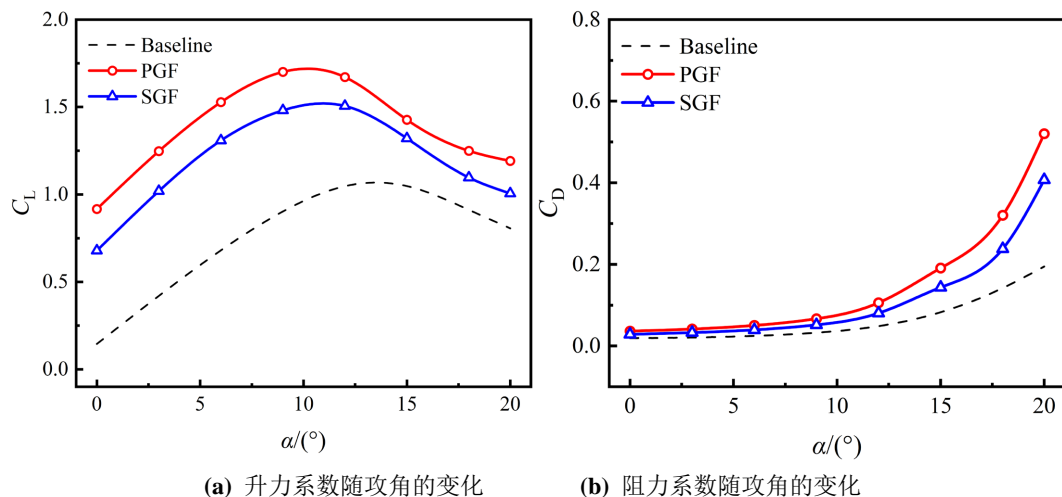 2.0
1.5
1.0
0.5
0.0
C_L
Baseline
PGF
SGF
0 5 10 15 20
α/(°)
(a) 升力系数随攻角的变化
0.8
0.6
0.4
0.2
0.0
C_D
Baseline
PGF
SGF
0 5 10 15 20
α/(°)
(b) 阻力系数随攻角的变化